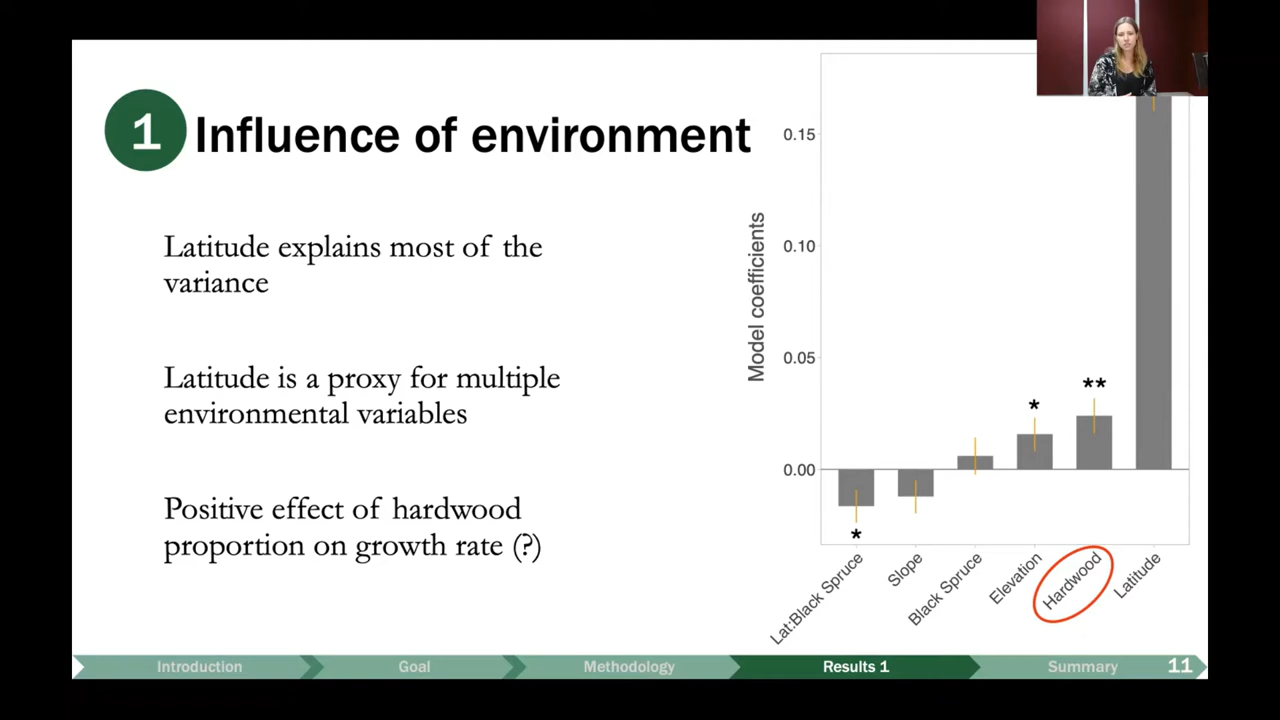 1 Influence of environment
Latitude explains most of the
variance
Latitude is a proxy for multiple
environmental variables
Positive effect of hardwood
proportion on growth rate (?)
Model coefficients
0.15
0.10
0.05
0.00
*
*
**
Lat:Black Spruce
Slope
Black Spruce
Elevation
Hardwood
Latitude
Introduction
Goal
Methodology
Results 1
Summary
11